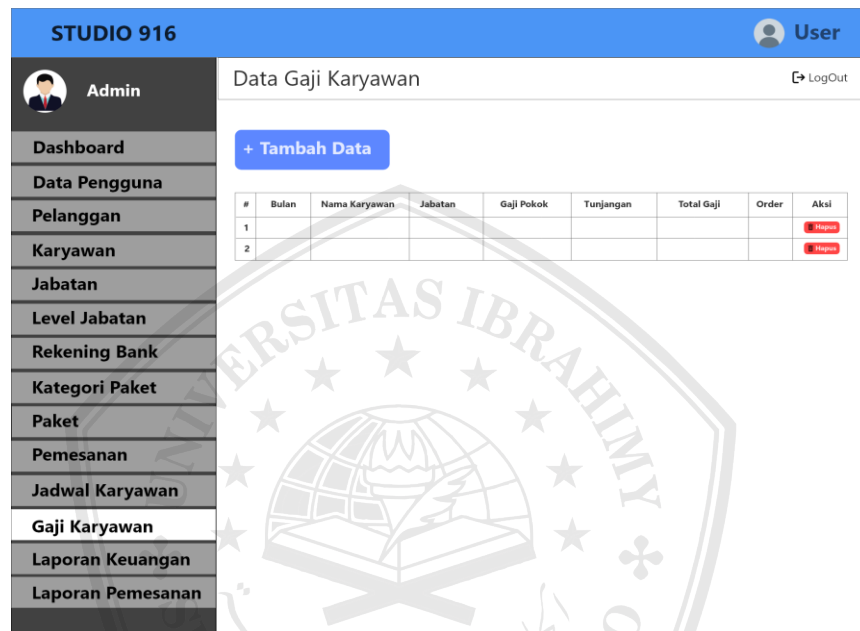 STUDIO 916
User
Admin
Data Gaji Karyawan
LogOut
Dashboard
Data Pengguna
Pelanggan
Karyawan
Jabatan
Level Jabatan
Rekening Bank
Kategori Paket
Paket
Pemesanan
Jadwal Karyawan
Gaji Karyawan
Laporan Keuangan
Laporan Pemesanan
+ Tambah Data
# Bulan Nama Karyawan Jabatan Gaji Pokok Tunjangan Total Gaji Order Aksi
1 Hapus
2 Hapus
UNIVERSITAS IBRAHIMY